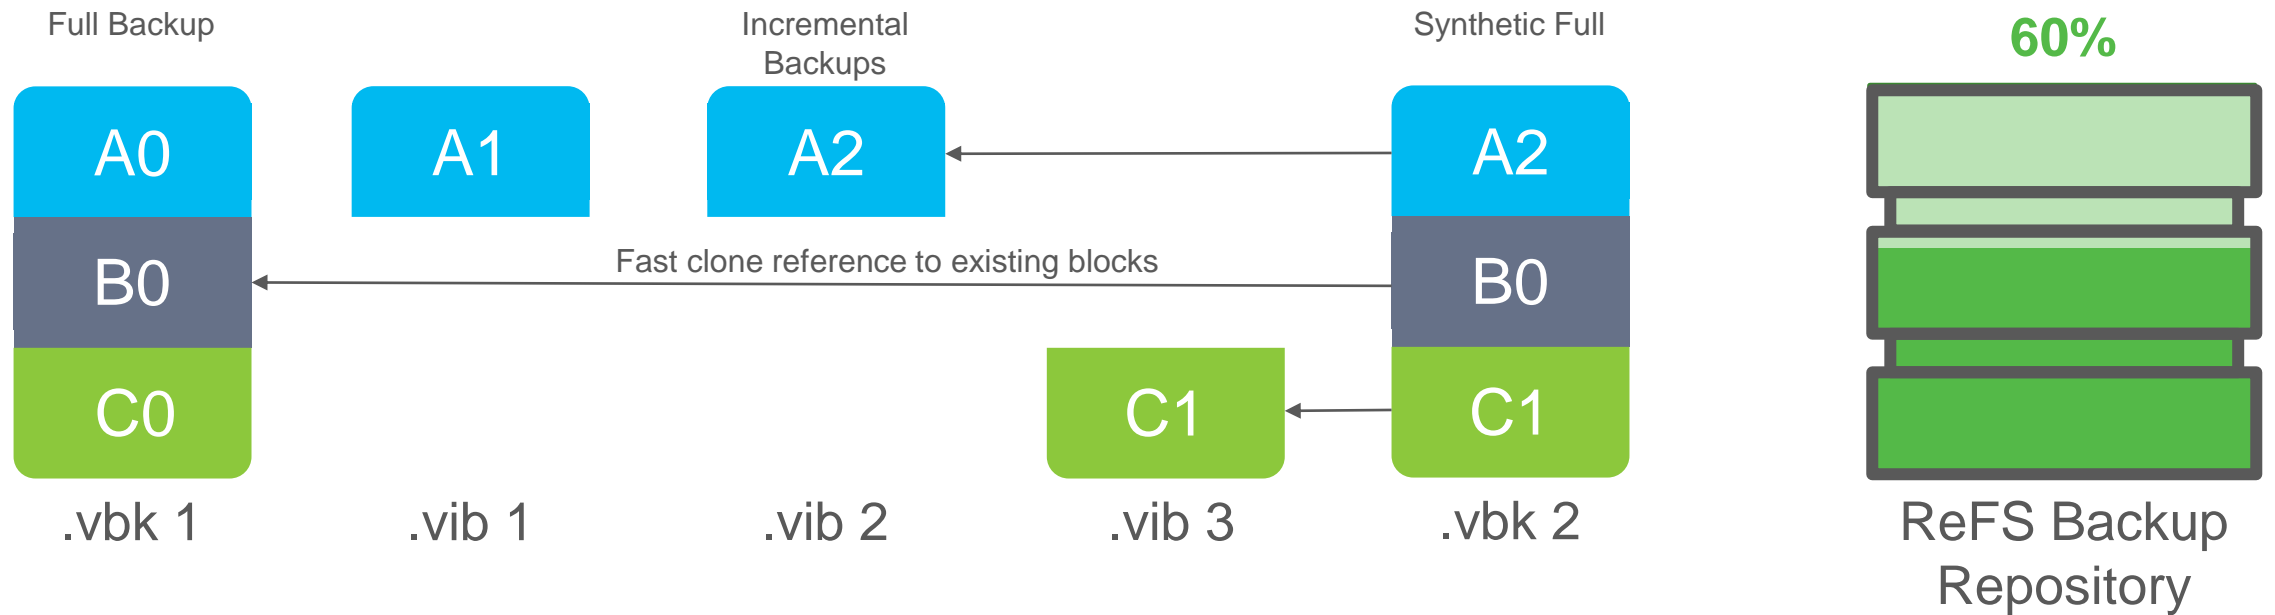 Full Backup
Incremental
Backups
Synthetic Full
60%
A0
A1
A2
A2
Fast clone reference to existing blocks
B0
B0
C0
C1
C1
.vbk 1
.vib 1
.vib 2
.vib 3
.vbk 2
ReFS Backup
Repository